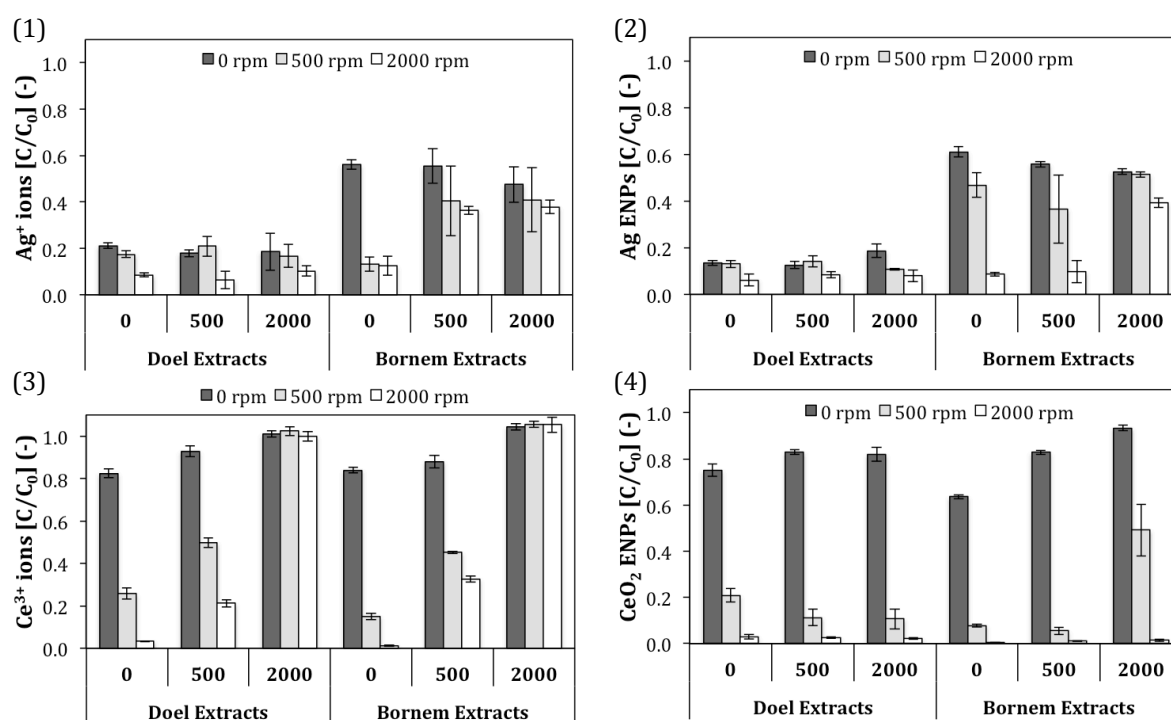 (1)
Ag⁺ ions [C/C₀] (-)
0 rpm 500 rpm 2000 rpm
1.0
0.8
0.6
0.4
0.2
0.0
0 500 2000 0 500 2000
Doel Extracts Bornem Extracts
(2)
Ag ENPs [C/C₀] (-)
0 rpm 500 rpm 2000 rpm
1.0
0.8
0.6
0.4
0.2
0.0
0 500 2000 0 500 2000
Doel Extracts Bornem Extracts
(3)
Ce³⁺ ions [C/C₀] (-)
0 rpm 500 rpm 2000 rpm
1.0
0.8
0.6
0.4
0.2
0.0
0 500 2000 0 500 2000
Doel Extracts Bornem Extracts
(4)
CeO₂ ENPs [C/C₀] (-)
0 rpm 500 rpm 2000 rpm
1.0
0.8
0.6
0.4
0.2
0.0
0 500 2000 0 500 2000
Doel Extracts Bornem Extracts